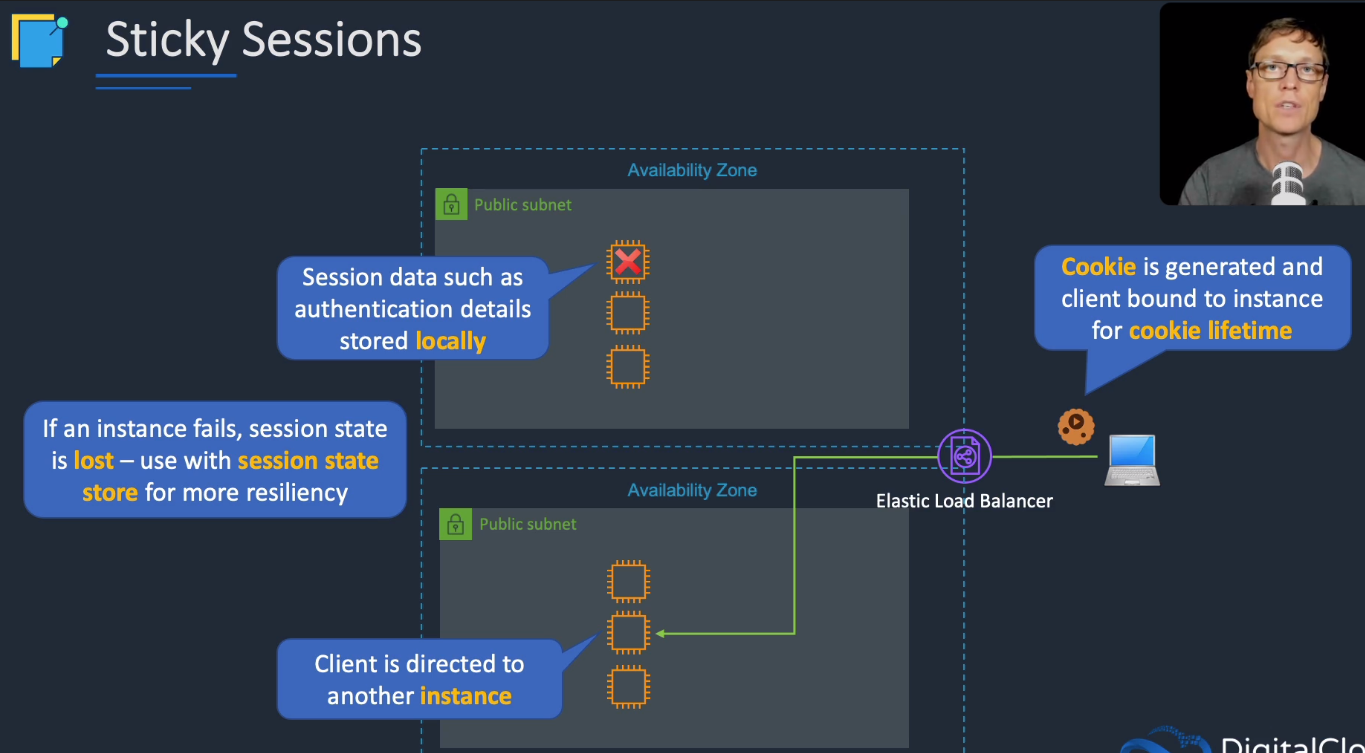 Sticky Sessions
Availability Zone
Public subnet
Session data such as
authentication details
stored locally
Cookie is generated and
client bound to instance
for cookie lifetime
If an instance fails, session state
is lost – use with session state
store for more resiliency
Elastic Load Balancer
Availability Zone
Public subnet
Client is directed to
another instance